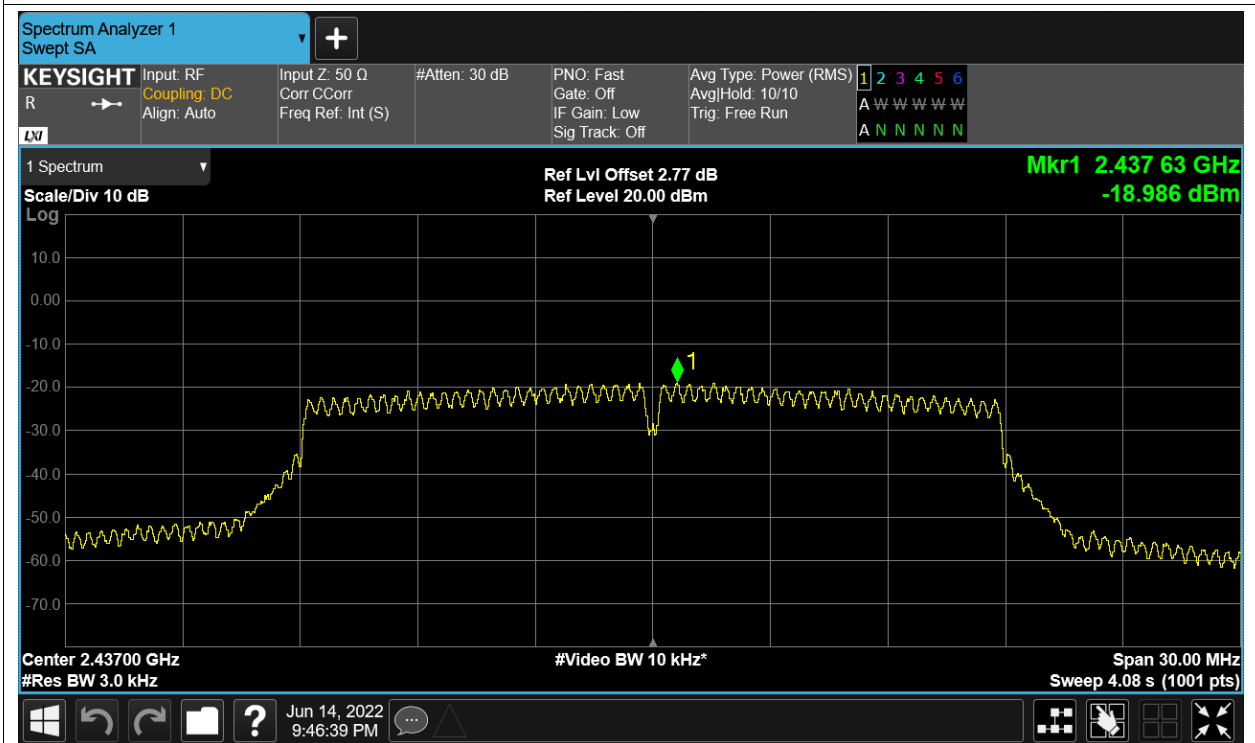 Spectrum Analyzer 1
Swept SA
KEYSIGHT
R
LXI
Input: RF
Coupling: DC
Align: Auto
Input Z: 50 Ω
Corr CCorr
Freq Ref: Int (S)
#Atten: 30 dB
PNO: Fast
Gate: Off
IF Gain: Low
Sig Track: Off
Avg Type: Power (RMS)
Avg|Hold: 10/10
Trig: Free Run
1 2 3 4 5 6
A W W W W W
A N N N N N
1 Spectrum
Scale/Div 10 dB
Log
Ref Lvl Offset 2.77 dB
Ref Level 20.00 dBm
Mkr1 2.437 63 GHz
-18.986 dBm
10.0
0.00
-10.0
-20.0
-30.0
-40.0
-50.0
-60.0
-70.0
1
Center 2.43700 GHz
#Res BW 3.0 kHz
#Video BW 10 kHz*
Span 30.00 MHz
Sweep 4.08 s (1001 pts)
?
Jun 14, 2022
9:46:39 PM